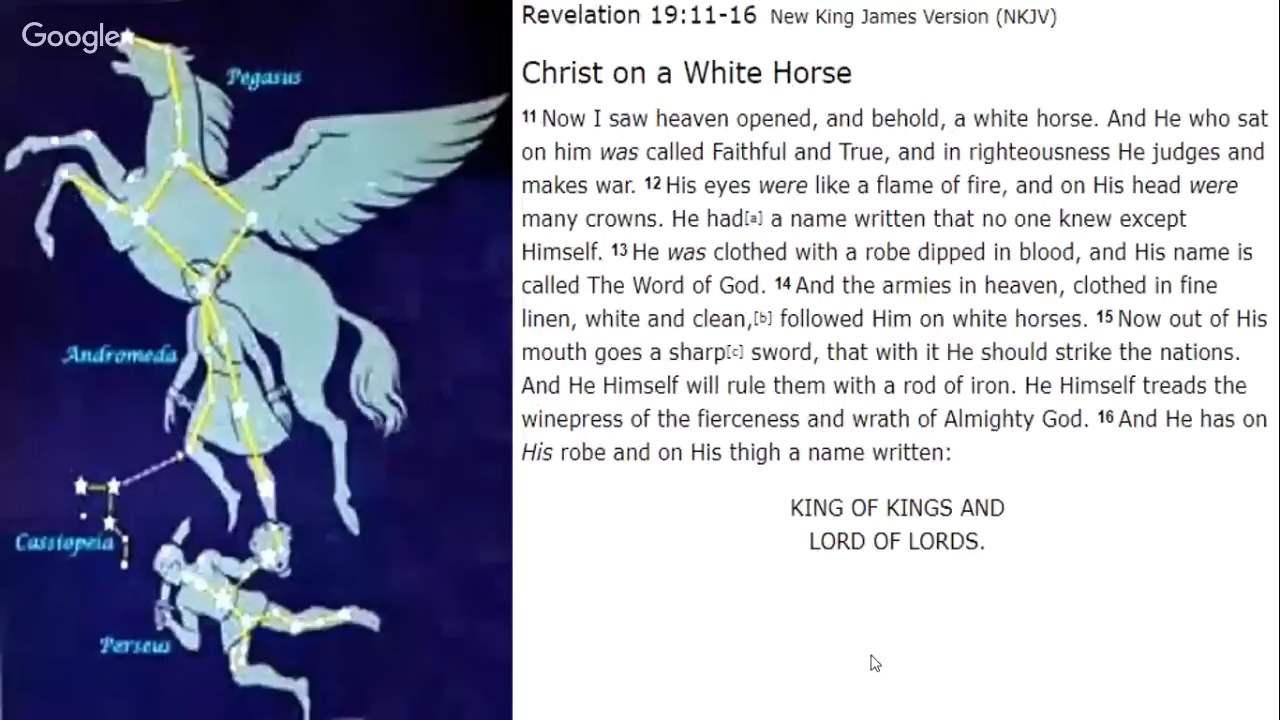 Google
Pegasus
Andromeda
Cassiopeia
Perseus
Revelation 19:11-16 New King James Version (NKJV)
Christ on a White Horse
11 Now I saw heaven opened, and behold, a white horse. And He who sat
on him was called Faithful and True, and in righteousness He judges and
makes war. 12 His eyes were like a flame of fire, and on His head were
many crowns. He had[a] a name written that no one knew except
Himself. 13 He was clothed with a robe dipped in blood, and His name is
called The Word of God. 14 And the armies in heaven, clothed in fine
linen, white and clean,[b] followed Him on white horses. 15 Now out of His
mouth goes a sharp[c] sword, that with it He should strike the nations.
And He Himself will rule them with a rod of iron. He Himself treads the
winepress of the fierceness and wrath of Almighty God. 16 And He has on
His robe and on His thigh a name written:
KING OF KINGS AND
LORD OF LORDS.